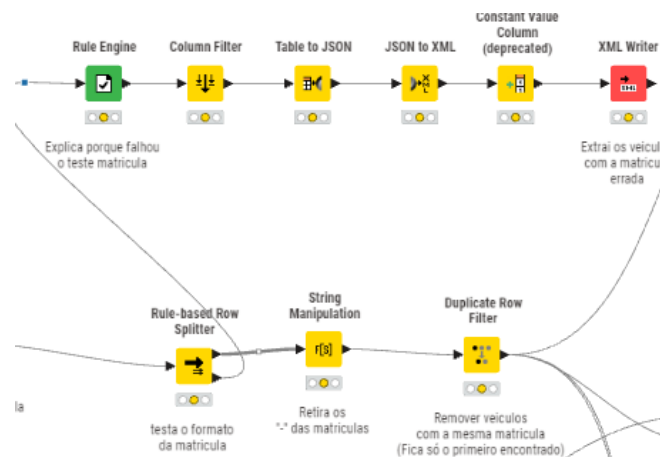 Constant Value
Rule Engine
Column Filter
Table to JSON
JSON to XML
Column
(deprecated)
XML Writer
XML
Explica porque falhou
o teste matricula
Extrai os veicul
com a matricu
errada
Rule-based Row
Splitter
String
Manipulation
Duplicate Row
Filter
F[S]
la
testa o formato
da matricula
Retira os
"-" das matriculas
Remover veiculos
com a mesma matricula
(Fica só o primeiro encontrado)